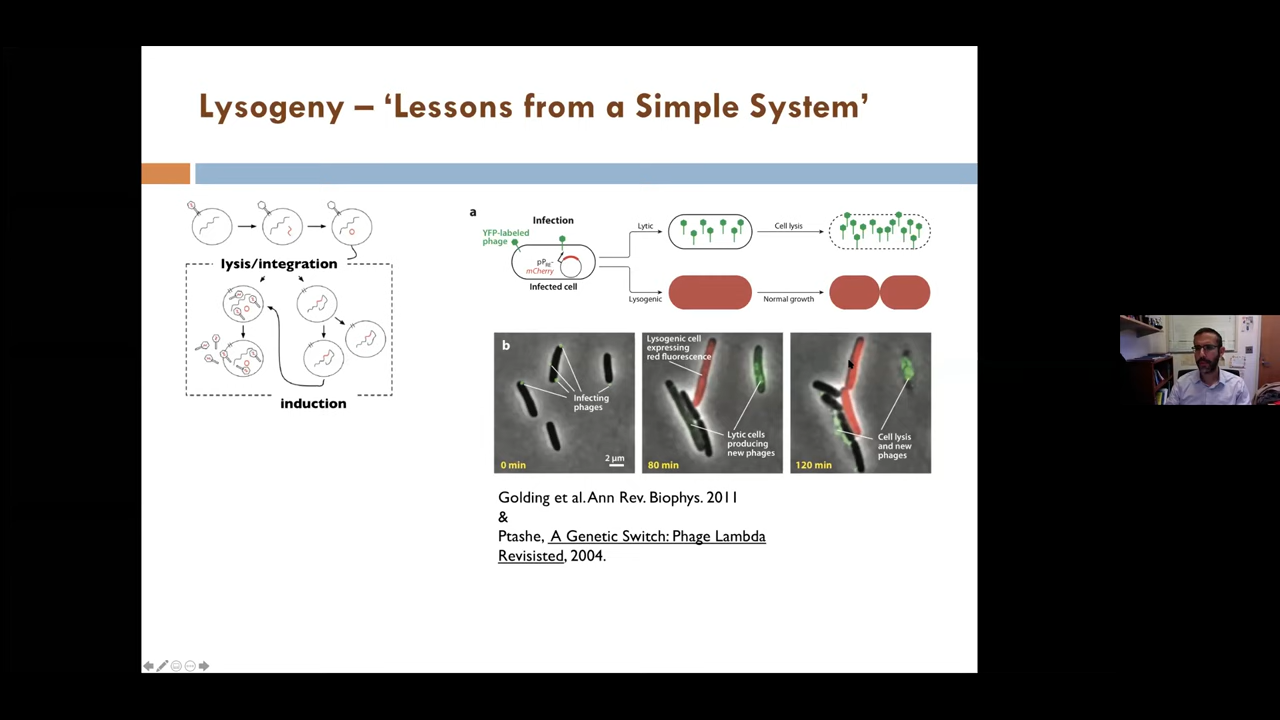 Lysogeny – ‘Lessons from a Simple System’
lysis/integration
induction
a
Infection
YFP-labeled
phage
pPRE-
mCherry
Infected cell
Lytic
Cell lysis
Lysogenic
Normal growth
b
Infecting
phages
0 min
2 μm
Lysogenic cell
expressing
red fluorescence
Lytic cells
producing
new phages
80 min
Cell lysis
and new
phages
120 min
Golding et al. Ann Rev. Biophys. 2011
&
Ptashe, A Genetic Switch: Phage Lambda
Revisisted, 2004.